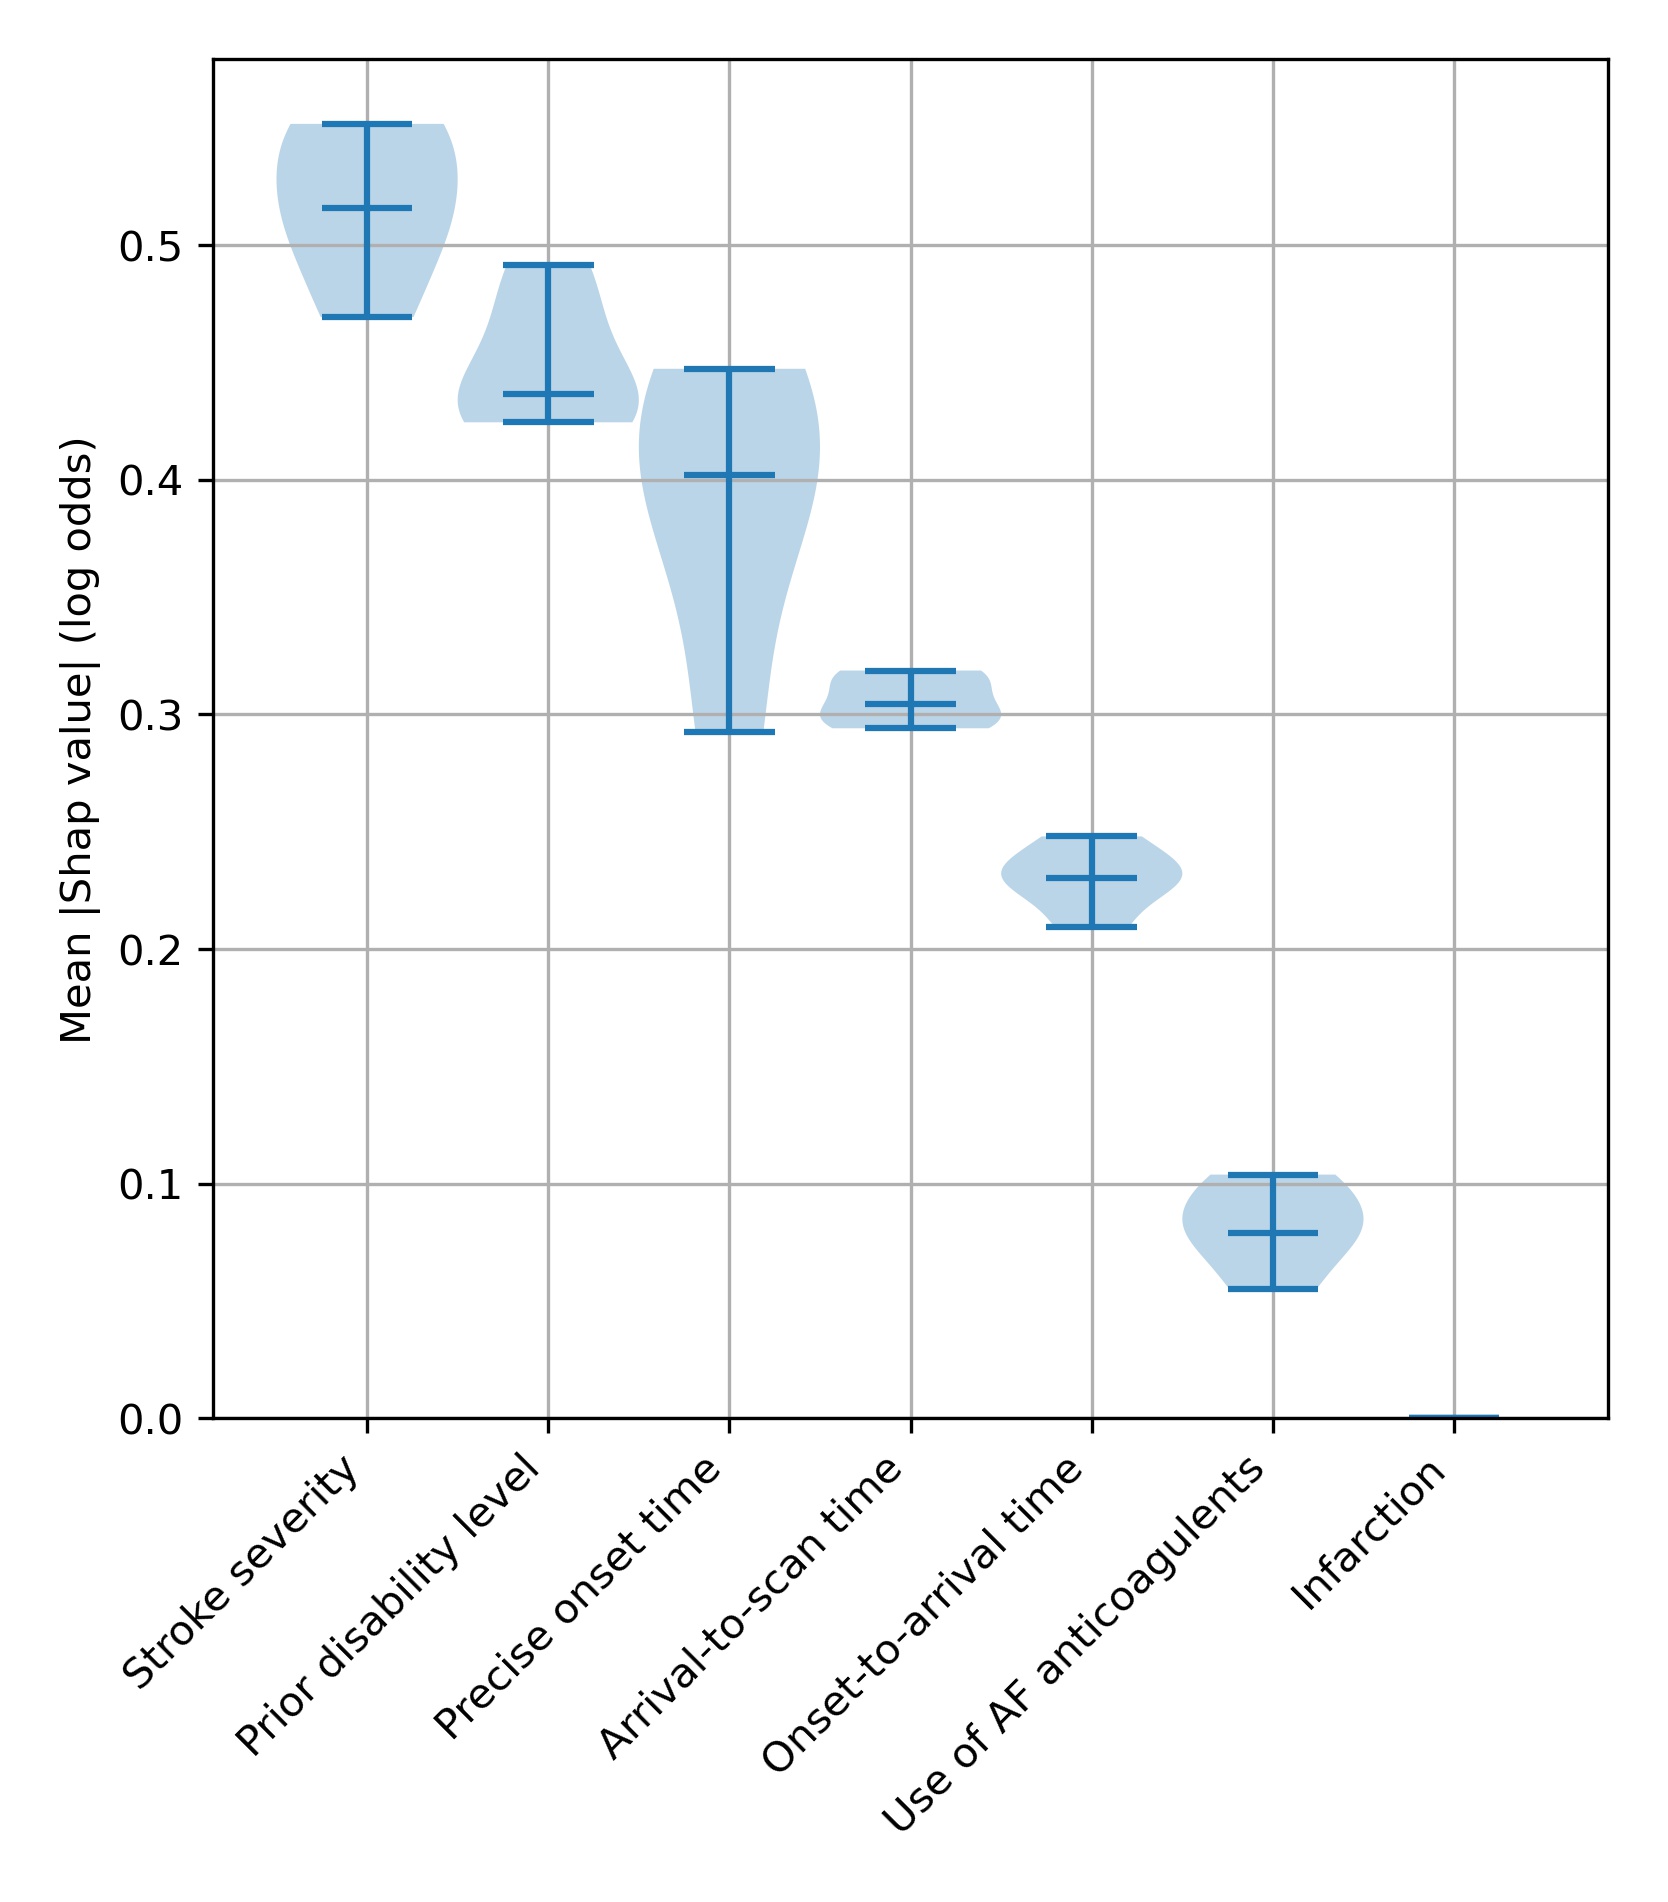 Mean |Shap value| (log odds)
0.5
0.4
0.3
0.2
0.1
0.0
Stroke severity
Prior disability level
Precise onset time
Arrival-to-scan time
Onset-to-arrival time
Use of AF anticoagulents
Infarction